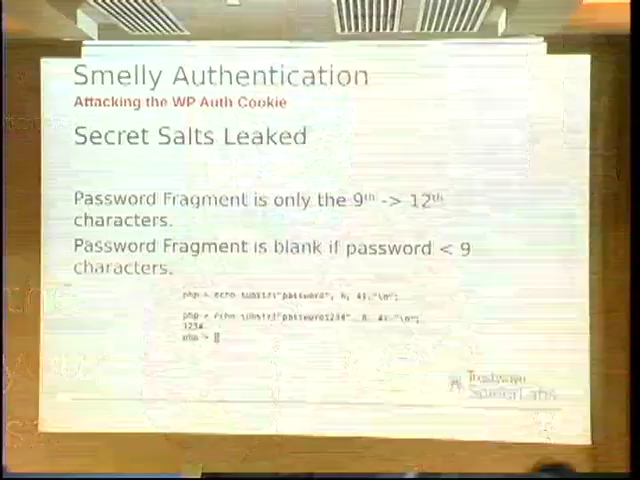 Smelly Authentication
Attacking the WP Auth Cookie
Secret Salts Leaked
Password Fragment is only the 9th -> 12th
characters.
Password Fragment is blank if password < 9
characters.
php > echo substr("password", 8, 4)."\n";
php > echo substr("password1234", 8, 4)."\n";
1234
php >
Trustwave
SpiderLabs